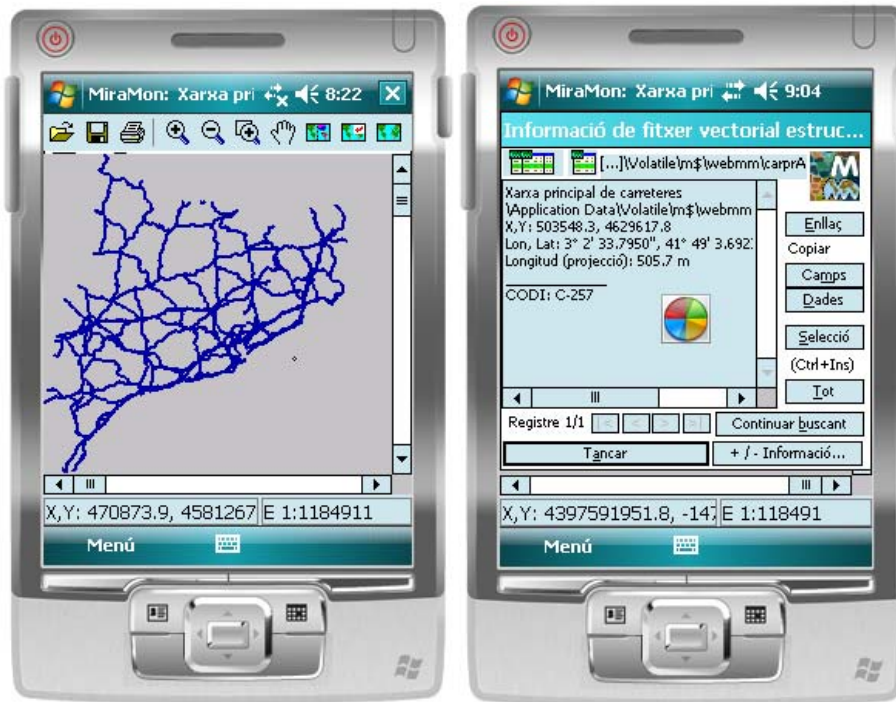 MiraMon: Xarxa pri 8:22
X,Y: 470873.9, 4581267 E 1:1184911
Menú
MiraMon: Xarxa pri 9:04
Informació de fitxer vectorial estruc...
[...]\Volatile\m$\webmm\carprA
Xarxa principal de carreteres
\Application Data\Volatile\m$\webmm
X,Y: 503548.3, 4629617.8
Lon, Lat: 3° 2' 33.7950", 41° 49' 3.692
Longitud (projecció): 505.7 m
CODI: C-257
Enllaç
Copiar
Camps
Dades
Selecció
(Ctrl+Ins)
Tot
Registre 1/1 |< < > >| Continuar buscant
Tancar + / - Informació...
X,Y: 4397591951.8, -147 E 1:118491
Menú